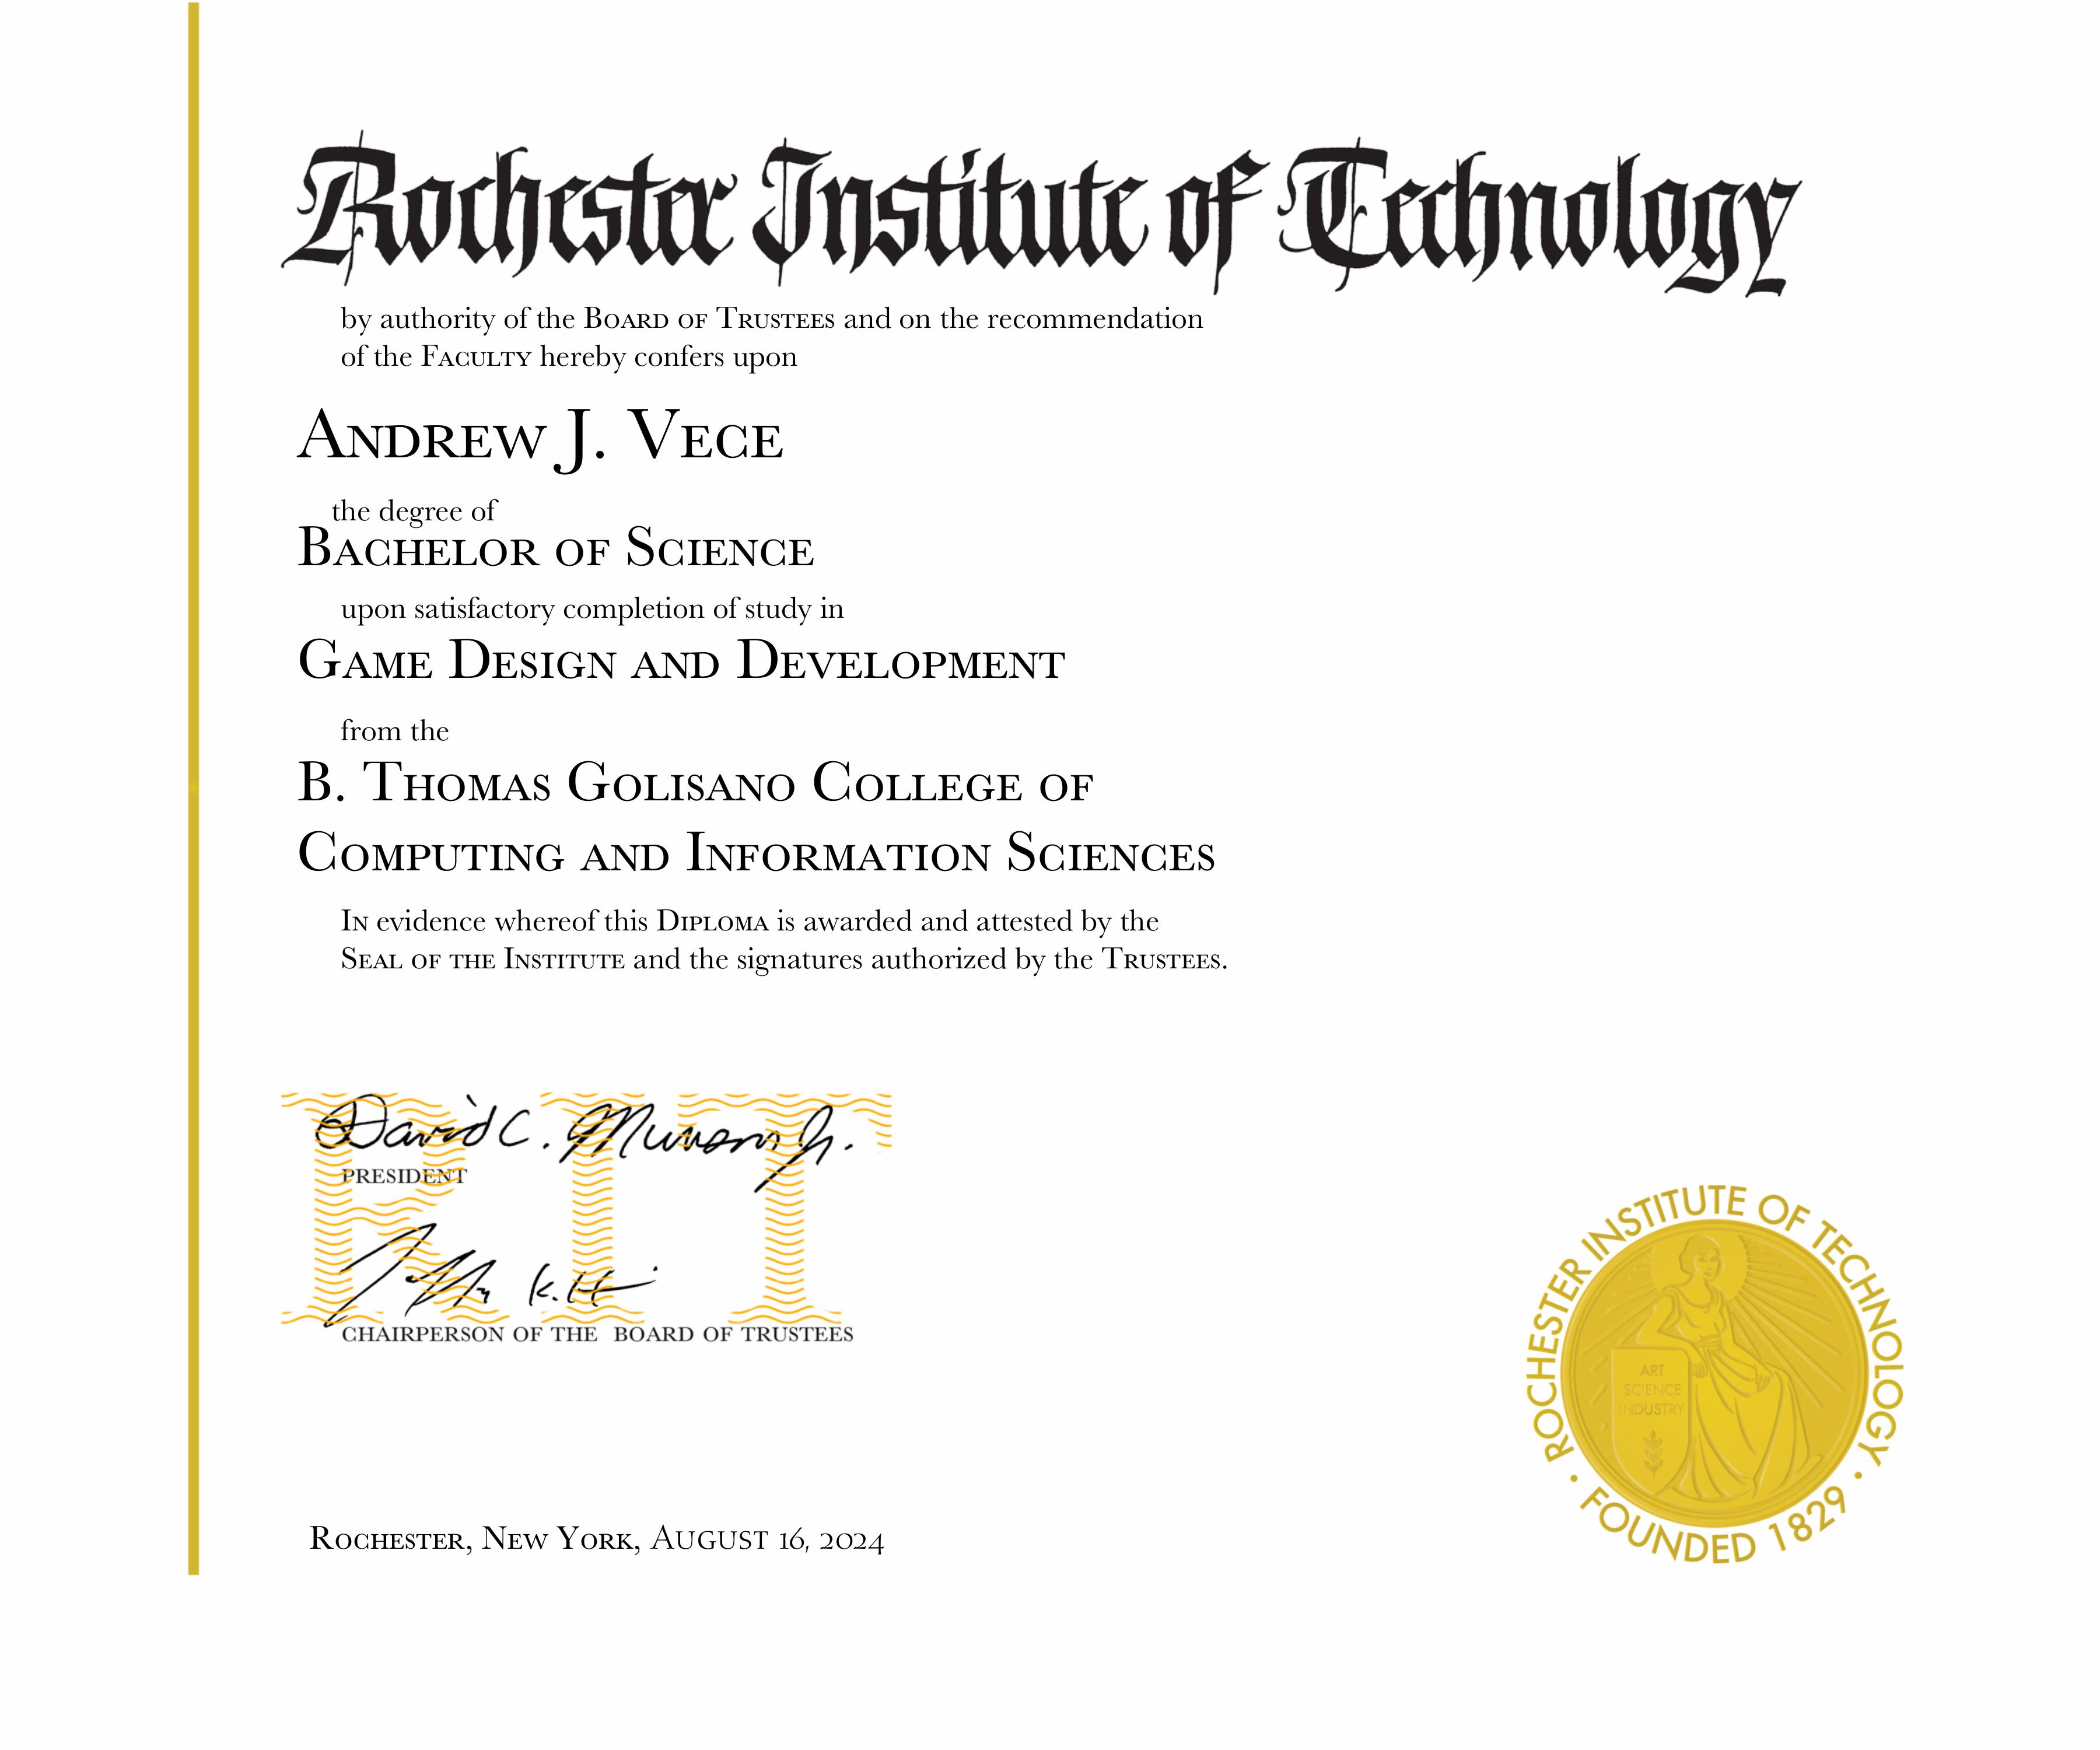 Rochester Institute of Technology
by authority of the Board of Trustees and on the recommendation
of the Faculty hereby confers upon
Andrew J. Vece
the degree of
Bachelor of Science
upon satisfactory completion of study in
Game Design and Development
from the
B. Thomas Golisano College of
Computing and Information Sciences
In evidence whereof this Diploma is awarded and attested by the
Seal of the Institute and the signatures authorized by the Trustees.
RIT
David C. Munson Jr.
PRESIDENT
CHAIRPERSON OF THE BOARD OF TRUSTEES
Rochester, New York, August 16, 2024
ROCHESTER INSTITUTE OF TECHNOLOGY
ART
SCIENCE
INDUSTRY
FOUNDED 1829